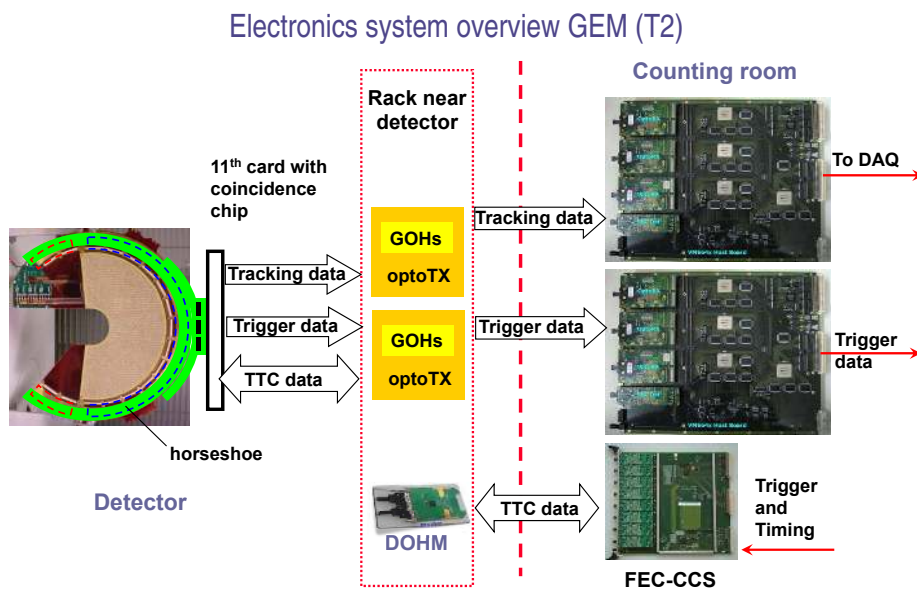 Electronics system overview GEM (T2)
Counting room
Rack near
detector
11th card with
coincidence
chip
To DAQ
Tracking data
GOHs
optoTX
Tracking data
Trigger data
GOHs
optoTX
Trigger data
Trigger
data
TTC data
horseshoe
Detector
DOHM
TTC data
Trigger
and
Timing
FEC-CCS